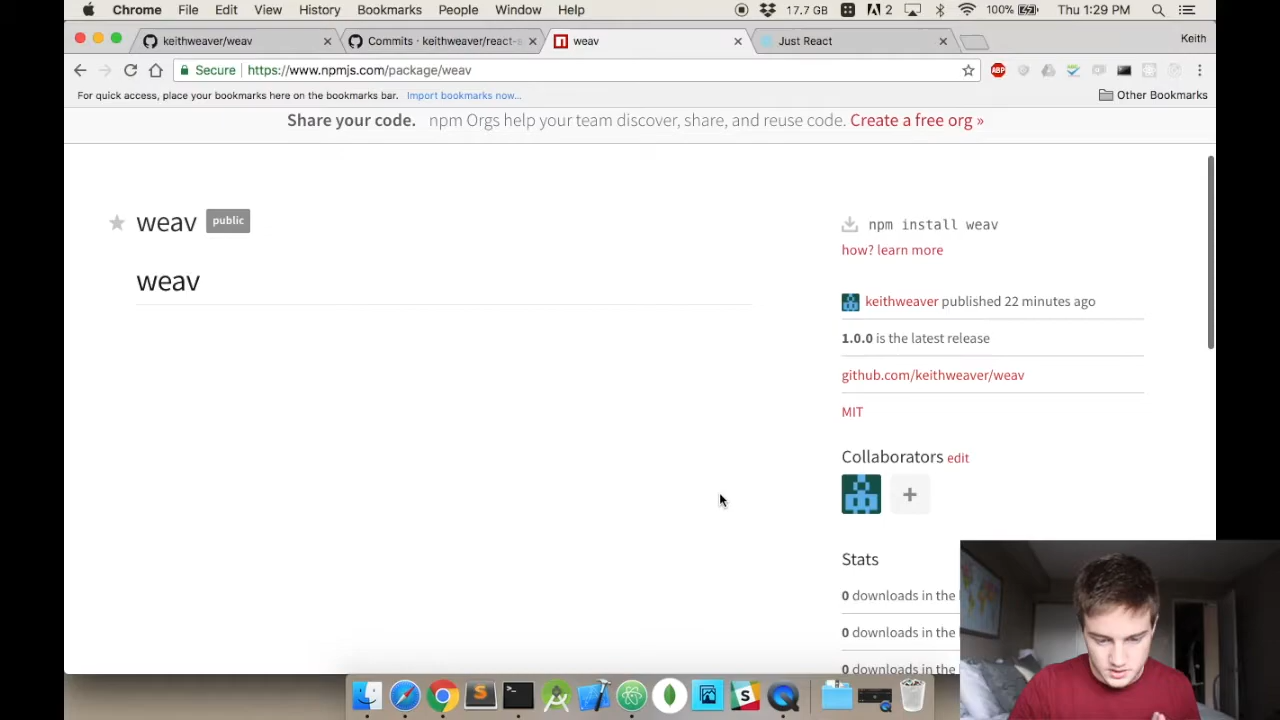 Chrome File Edit View History Bookmarks People Window Help 17.7 GB 2 100% Thu 1:29 PM
keithweaver/weav Commits · keithweaver/react-s weav Just React Keith
Secure https://www.npmjs.com/package/weav ABP
For quick access, place your bookmarks here on the bookmarks bar. Import bookmarks now... Other Bookmarks
Share your code. npm Orgs help your team discover, share, and reuse code. Create a free org »
weav public
weav
npm install weav
how? learn more
keithweaver published 22 minutes ago
1.0.0 is the latest release
github.com/keithweaver/weav
MIT
Collaborators edit
+
Stats
0 downloads in the
0 downloads in the
0 downloads in the